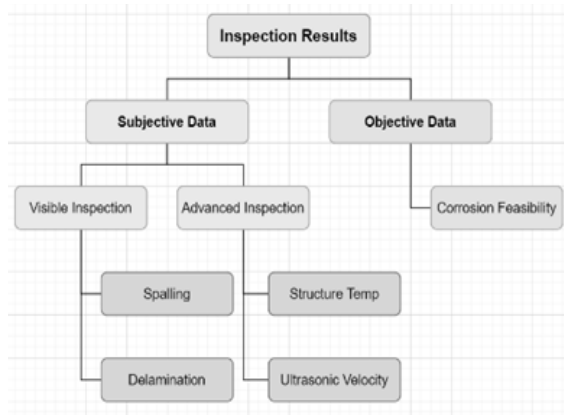 Inspection Results
Subjective Data
Objective Data
Visible Inspection
Advanced Inspection
Corrosion Feasibility
Spalling
Structure Temp
Delamination
Ultrasonic Velocity